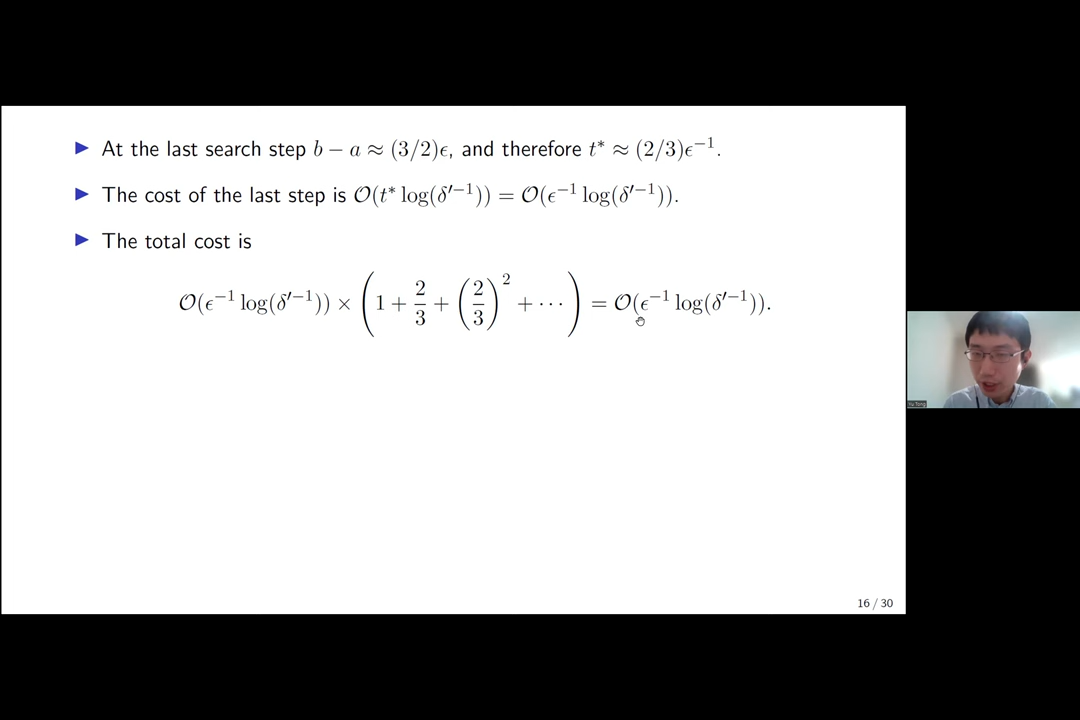 ▶ At the last search step b − a ≈ (3/2)ϵ, and therefore t* ≈ (2/3)ϵ⁻¹.
▶ The cost of the last step is 𝒪(t* log(δ′⁻¹)) = 𝒪(ϵ⁻¹ log(δ′⁻¹)).
▶ The total cost is
𝒪(ϵ⁻¹ log(δ′⁻¹)) × (1 + 2/3 + (2/3)² + ⋯) = 𝒪(ϵ⁻¹ log(δ′⁻¹)).
Yu Tong
16 / 30